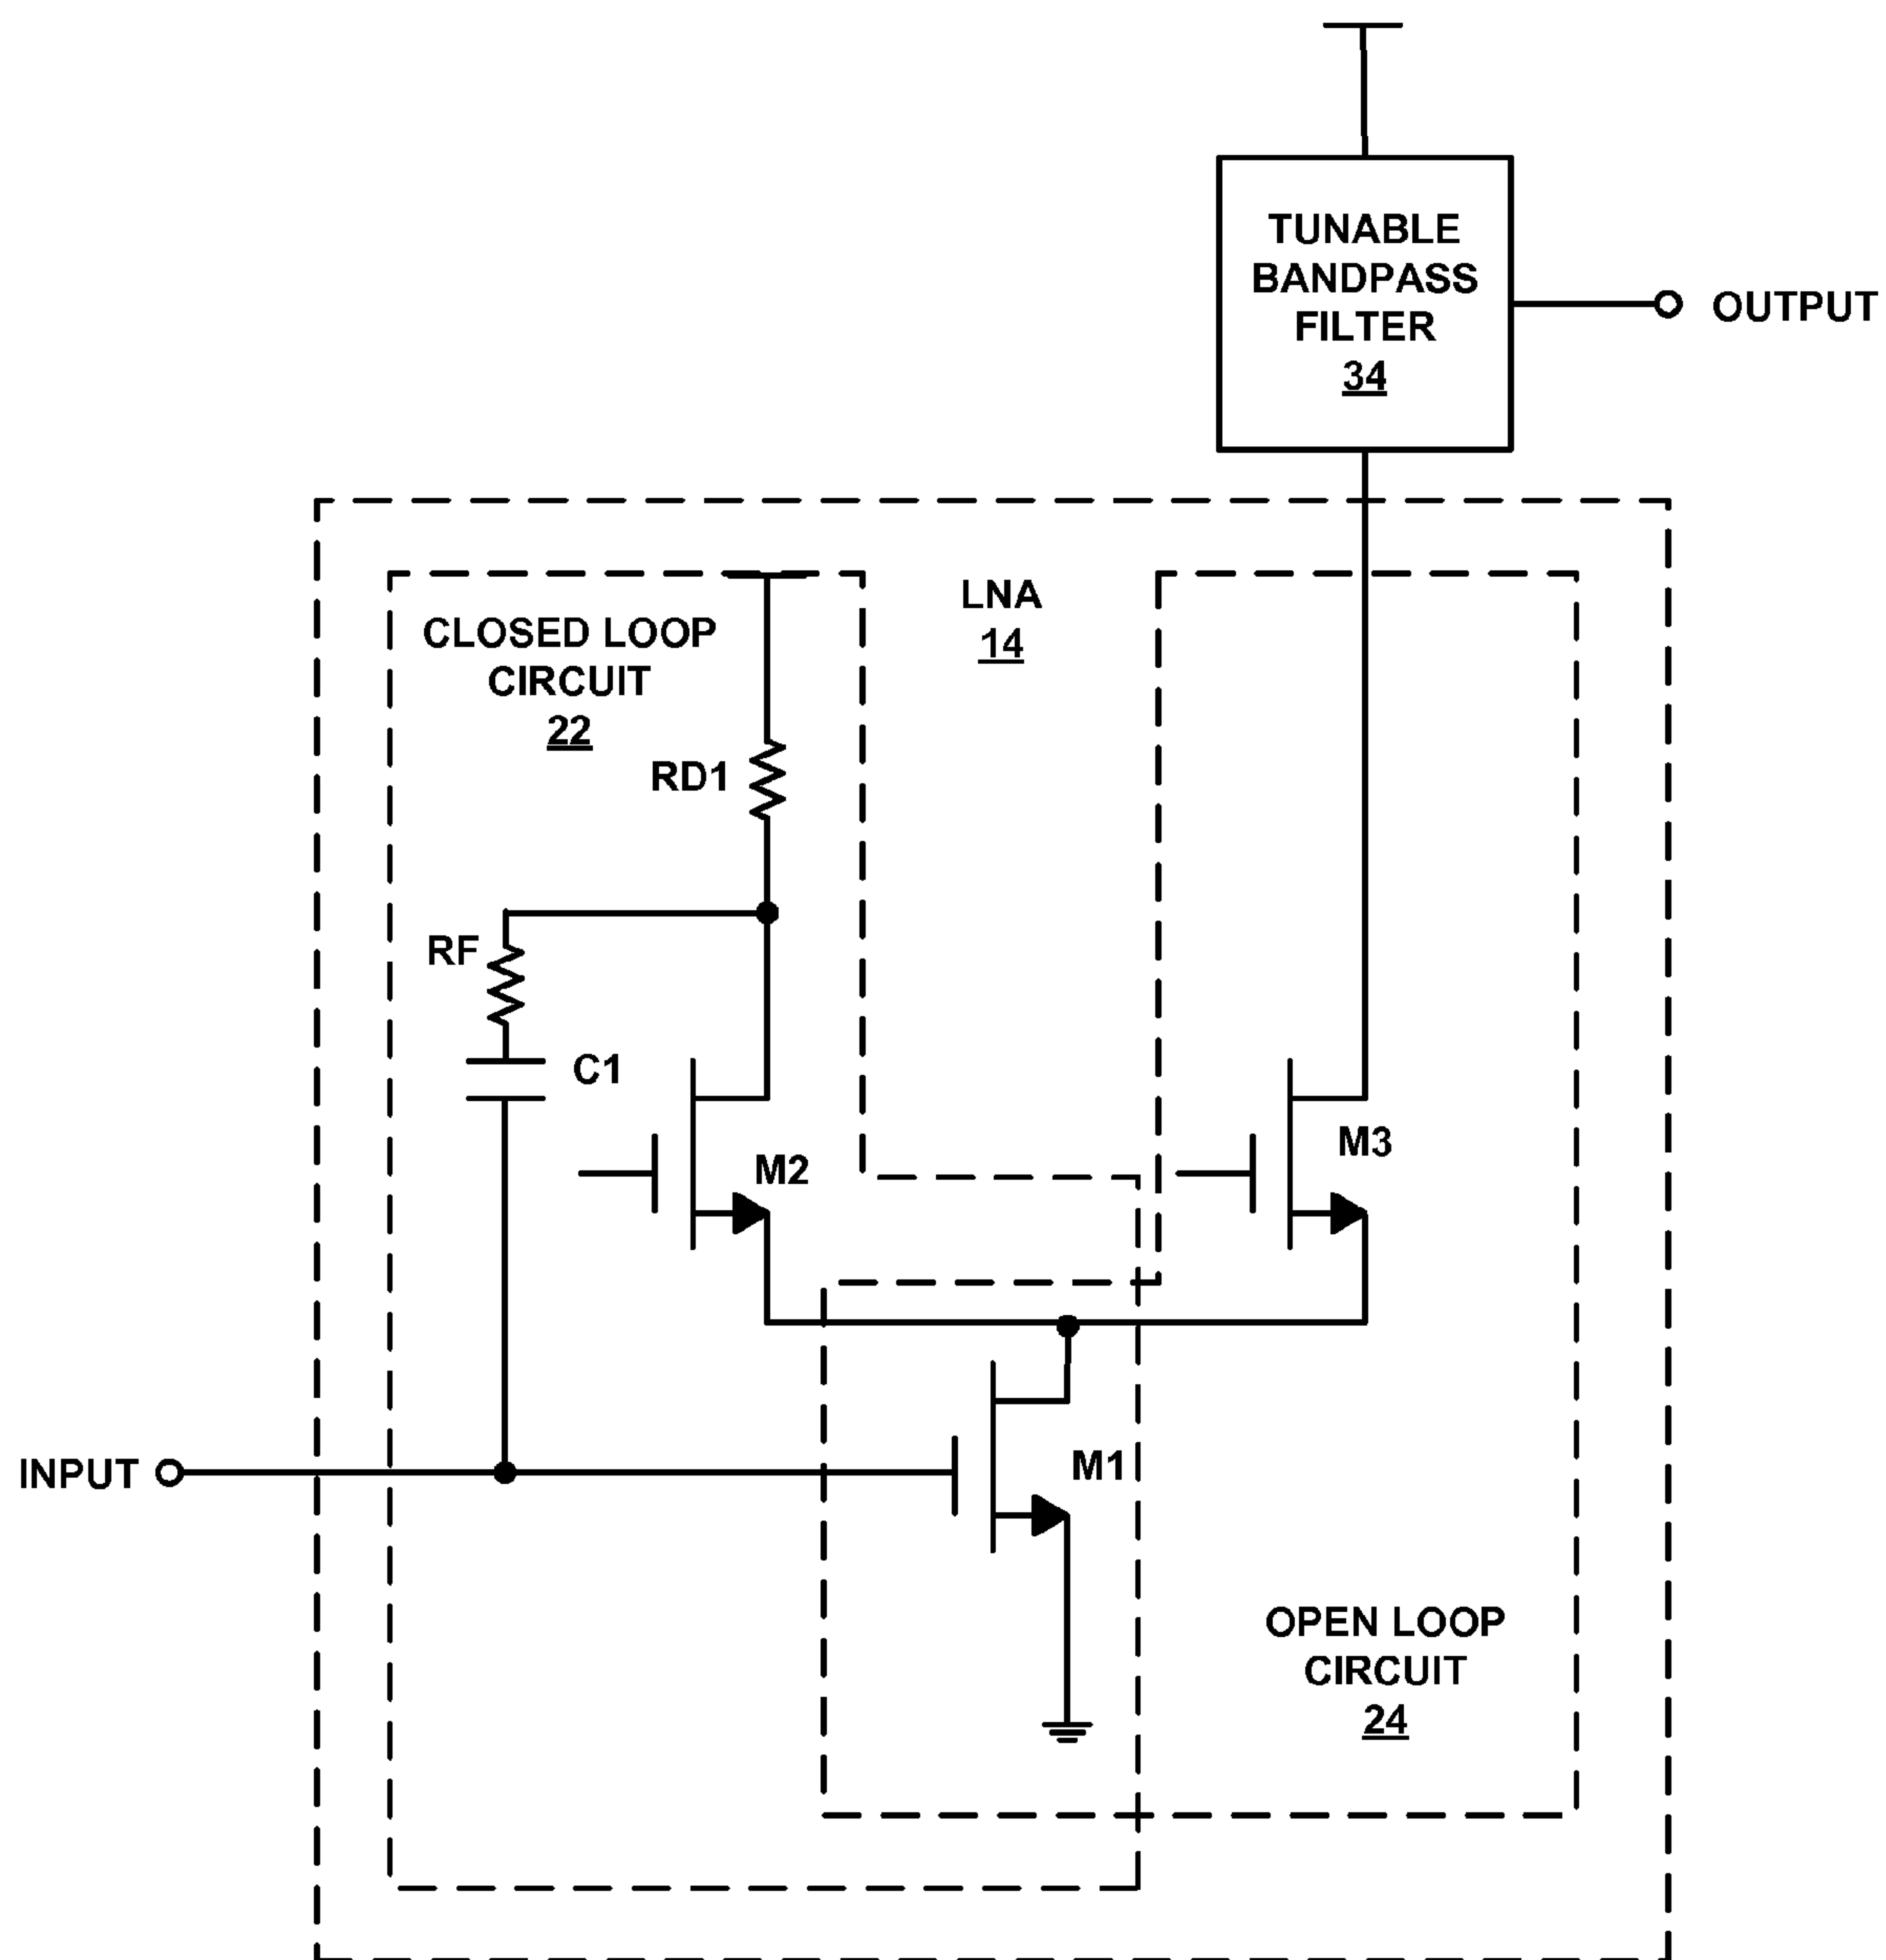 TUNABLE
BANDPASS
FILTER
34
OUTPUT
LNA
14
CLOSED LOOP
CIRCUIT
22
RD1
RF
C1
M2
M3
INPUT
M1
OPEN LOOP
CIRCUIT
24